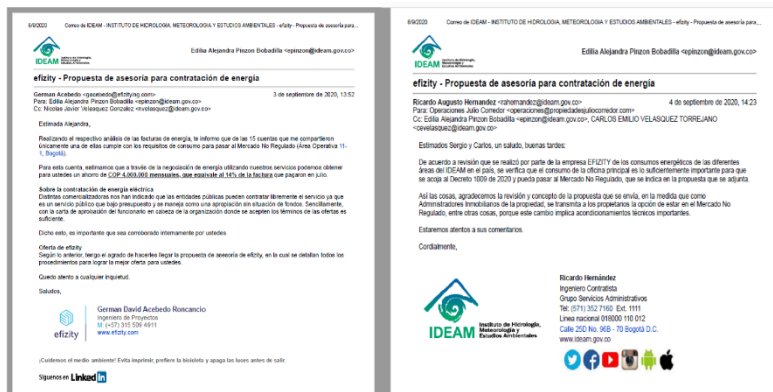 8/9/2020 Correo de IDEAM - INSTITUTO DE HIDROLOGIA, METEOROLOGIA Y ESTUDIOS AMBIENTALES - efizity - Propuesta de asesoría para...
IDEAM
Instituto de Hidrología,
Meteorología y
Estudios Ambientales
Edilia Alejandra Pinzon Bobadilla <epinzon@ideam.gov.co>
efizity - Propuesta de asesoría para contratación de energía
German Acebedo <gacebedo@efizity.com> 3 de septiembre de 2020, 13:52
Para: Edilia Alejandra Pinzon Bobadilla <epinzon@ideam.gov.co>
Cc: Nicolas Javier Velasquez Gonzalez <nvelasquez@ideam.gov.co>
Estimada Alejandra,
Realizando el respectivo análisis de las facturas de energía, te informo que de las 15 cuentas que me compartieron
únicamente una de ellas cumple con los requisitos de consumo para pasar al Mercado No Regulado (Área Operativa 11-
1, Bogotá).
Para esta cuenta, estimamos que a través de la negociación de energía utilizando nuestros servicios podamos obtener
para ustedes un ahorro de COP 4.000.000 mensuales, que equivale al 14% de la factura que pagaron en julio.
Sobre la contratación de energía eléctrica
Distintas comercializadoras nos han indicado que las entidades públicas pueden contratar libremente el servicio ya que
es un servicio público que bajo presupuesto y se maneja como una apropiación sin situación de fondos. Sencillamente,
con la carta de aprobación del funcionario en cabeza de la organización donde se acepten los términos de las ofertas es
suficiente.
Dicho esto, es importante que sea corroborado internamente por ustedes
Oferta de efizity
Según lo anterior, tengo el agrado de hacerles llegar la propuesta de asesoría de efizity, en la cual se detallan todos los
procedimientos para lograr la mejor oferta para ustedes.
Quedo atento a cualquier inquietud.
Saludos,
efizity
German David Acebedo Roncancio
Ingeniero de Proyectos
M: (+57) 315 509 4911
www.efizity.com
¡Cuidemos el medio ambiente! Evita imprimir, prefiere la bicicleta y apaga las luces antes de salir.
Síguenos en LinkedIn
8/9/2020 Correo de IDEAM - INSTITUTO DE HIDROLOGIA, METEOROLOGIA Y ESTUDIOS AMBIENTALES - efizity - Propuesta de asesoría para...
IDEAM
Instituto de Hidrología,
Meteorología y
Estudios Ambientales
Edilia Alejandra Pinzon Bobadilla <epinzon@ideam.gov.co>
efizity - Propuesta de asesoría para contratación de energía
Ricardo Augusto Hernandez <rahernandez@ideam.gov.co> 4 de septiembre de 2020, 14:23
Para: Operaciones Julio Corredor <operaciones@propiedadesjuliocorredor.com>
Cc: Edilia Alejandra Pinzon Bobadilla <epinzon@ideam.gov.co>, CARLOS EMILIO VELASQUEZ TORREJANO
<cevelasquez@ideam.gov.co>
Estimados Sergio y Carlos, un saludo, buenas tardes:
De acuerdo a revisión que se realizó por parte de la empresa EFIZITY de los consumos energéticos de las diferentes
áreas del IDEAM en el país, se verifica que el consumo de la oficina principal es lo suficientemente importante para que
se acoja al Decreto 1009 de 2020 y pueda pasar al Mercado No Regulado, que se indica en la propuesta que se adjunta.
Así las cosas, agradecemos la revisión y concepto de la propuesta que se envía, en la medida que como
Administradores Inmobiliarios de la propiedad, se transmita a los propietarios la opción de estar en el Mercado No
Regulado, entre otras cosas, porque este cambio implica acondicionamientos técnicos importantes.
Estaremos atentos a sus comentarios.
Cordialmente,
IDEAM
Instituto de Hidrología,
Meteorología y
Estudios Ambientales
Ricardo Hernández
Ingeniero Contratista
Grupo Servicios Administrativos
Tel: (571) 352 7160 Ext. 1111
Línea nacional 018000 110 012
Calle 25D No. 96B - 70 Bogotá D.C.
www.ideam.gov.co